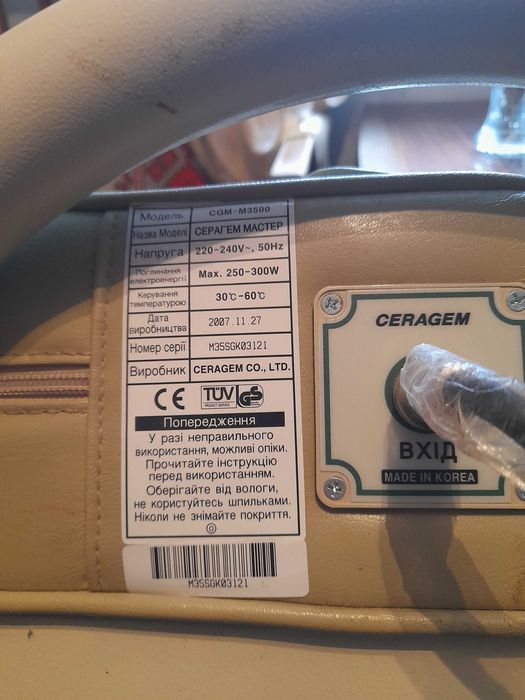 Модель CGM-M3500
Назва Моделі СЕРАГЕМ МАСТЕР
Напруга 220-240V~, 50Hz
Поглинання електроенергії Max. 250-300W
Керування температурою 30℃-60℃
Дата виробництва 2007.11.27
Номер серії M35SGK03121
Виробник CERAGEM CO., LTD.
CE TÜV PRODUCT SERVICE GS
Попередження
У разі неправильного
використання, можливі опіки.
Прочитайте інструкцію
перед використанням.
Оберігайте від вологи,
не користуйтесь шпильками.
Ніколи не знімайте покриття.
M35SGK03121
CERAGEM
ВХІД
MADE IN KOREA